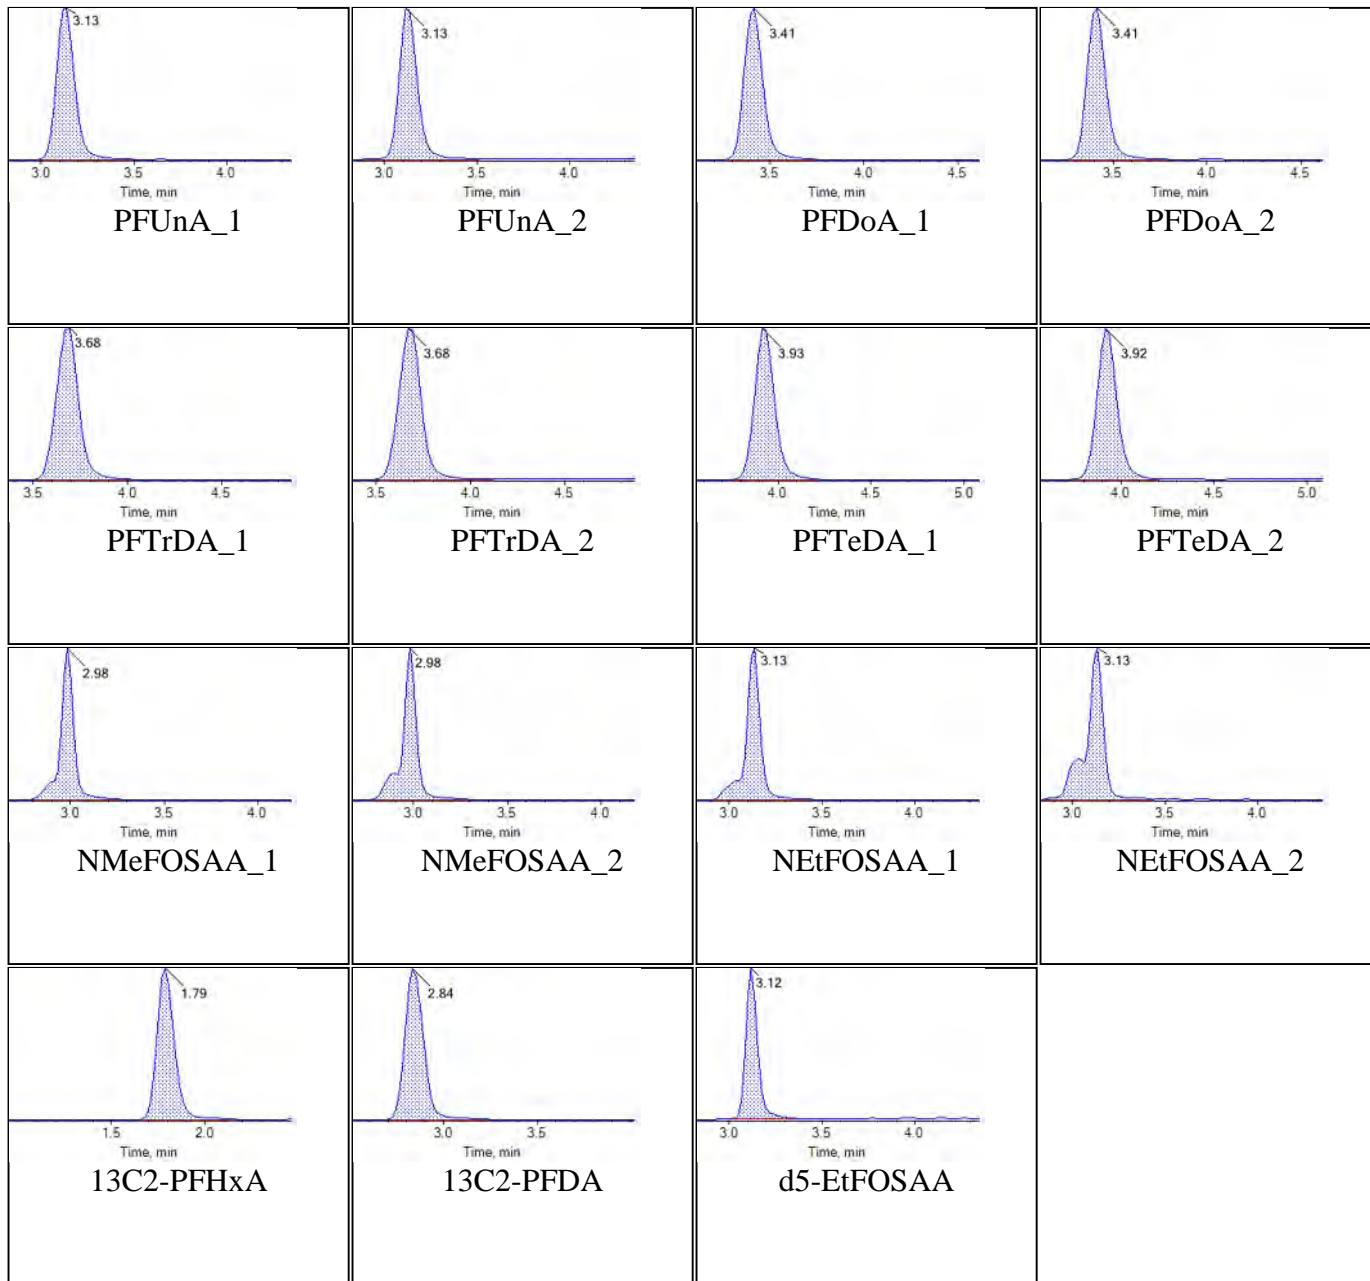 3.13
3.0 3.5 4.0
Time, min
PFUnA_1
3.13
3.0 3.5 4.0
Time, min
PFUnA_2
3.41
3.5 4.0 4.5
Time, min
PFDoA_1
3.41
3.5 4.0 4.5
Time, min
PFDoA_2
3.68
3.5 4.0 4.5
Time, min
PFTrDA_1
3.68
3.5 4.0 4.5
Time, min
PFTrDA_2
3.93
4.0 4.5 5.0
Time, min
PFTeDA_1
3.92
4.0 4.5 5.0
Time, min
PFTeDA_2
2.98
3.0 3.5 4.0
Time, min
NMeFOSAA_1
2.98
3.0 3.5 4.0
Time, min
NMeFOSAA_2
3.13
3.0 3.5 4.0
Time, min
NEtFOSAA_1
3.13
3.0 3.5 4.0
Time, min
NEtFOSAA_2
1.79
1.5 2.0
Time, min
13C2-PFHxA
2.84
3.0 3.5
Time, min
13C2-PFDA
3.12
3.0 3.5 4.0
Time, min
d5-EtFOSAA